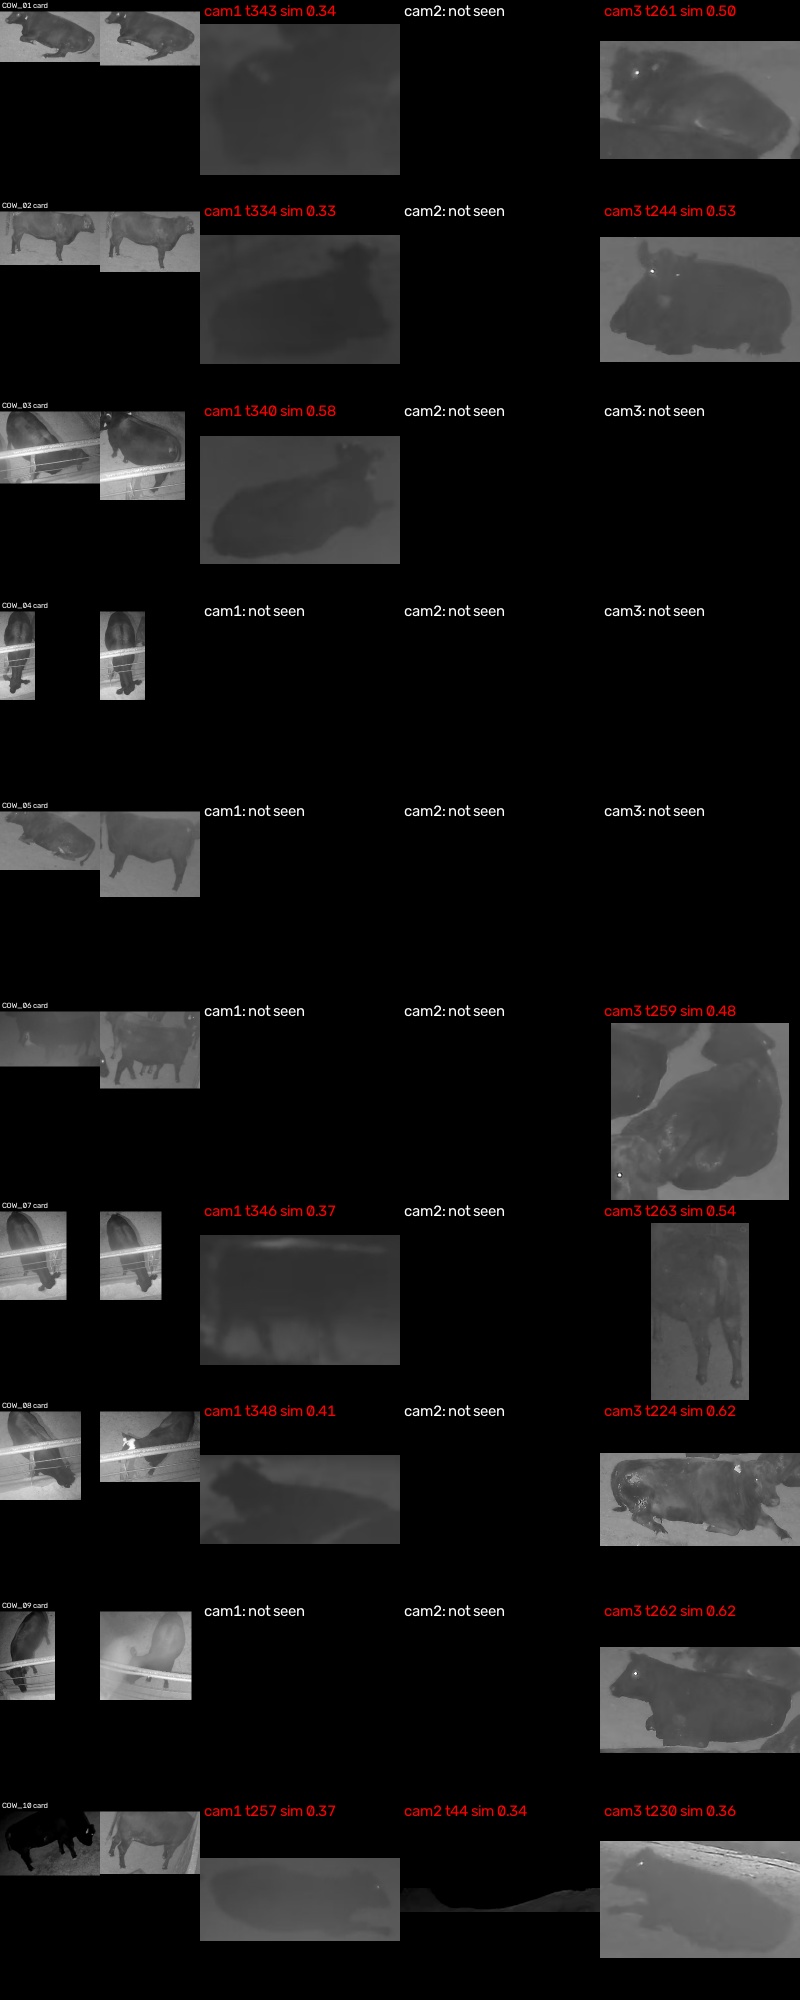 COW_01 card
cam1 t343 sim 0.34
cam2: not seen
cam3 t261 sim 0.50
COW_02 card
cam1 t334 sim 0.33
cam2: not seen
cam3 t244 sim 0.53
COW_03 card
cam1 t340 sim 0.58
cam2: not seen
cam3: not seen
COW_04 card
cam1: not seen
cam2: not seen
cam3: not seen
COW_05 card
cam1: not seen
cam2: not seen
cam3: not seen
COW_06 card
cam1: not seen
cam2: not seen
cam3 t259 sim 0.48
COW_07 card
cam1 t346 sim 0.37
cam2: not seen
cam3 t263 sim 0.54
COW_08 card
cam1 t348 sim 0.41
cam2: not seen
cam3 t224 sim 0.62
COW_09 card
cam1: not seen
cam2: not seen
cam3 t262 sim 0.62
COW_10 card
cam1 t257 sim 0.37
cam2 t44 sim 0.34
cam3 t230 sim 0.36